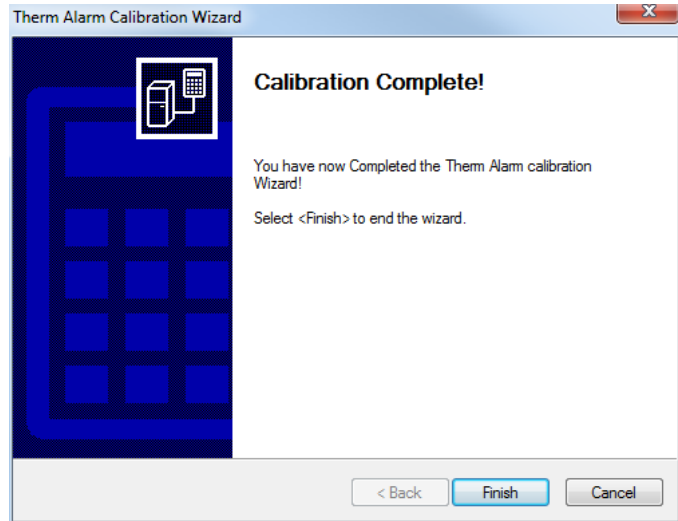 Therm Alarm Calibration Wizard
Calibration Complete!
You have now Completed the Therm Alarm calibration
Wizard!
Select <Finish> to end the wizard.
< Back
Finish
Cancel